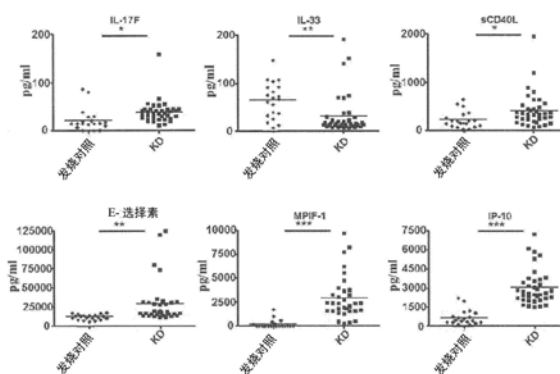 IL-17F
*
pg/ml
200
100
0
发烧对照
KD
IL-33
**
pg/ml
200
100
0
发烧对照
KD
sCD40L
*
pg/ml
2000
1000
0
发烧对照
KD
E- 选择素
**
pg/ml
125000
100000
75000
50000
25000
0
发烧对照
KD
MPIF-1
***
pg/ml
10000
7500
5000
2500
0
发烧对照
KD
IP-10
***
pg/ml
7500
6000
4500
3000
1500
0
发烧对照
KD